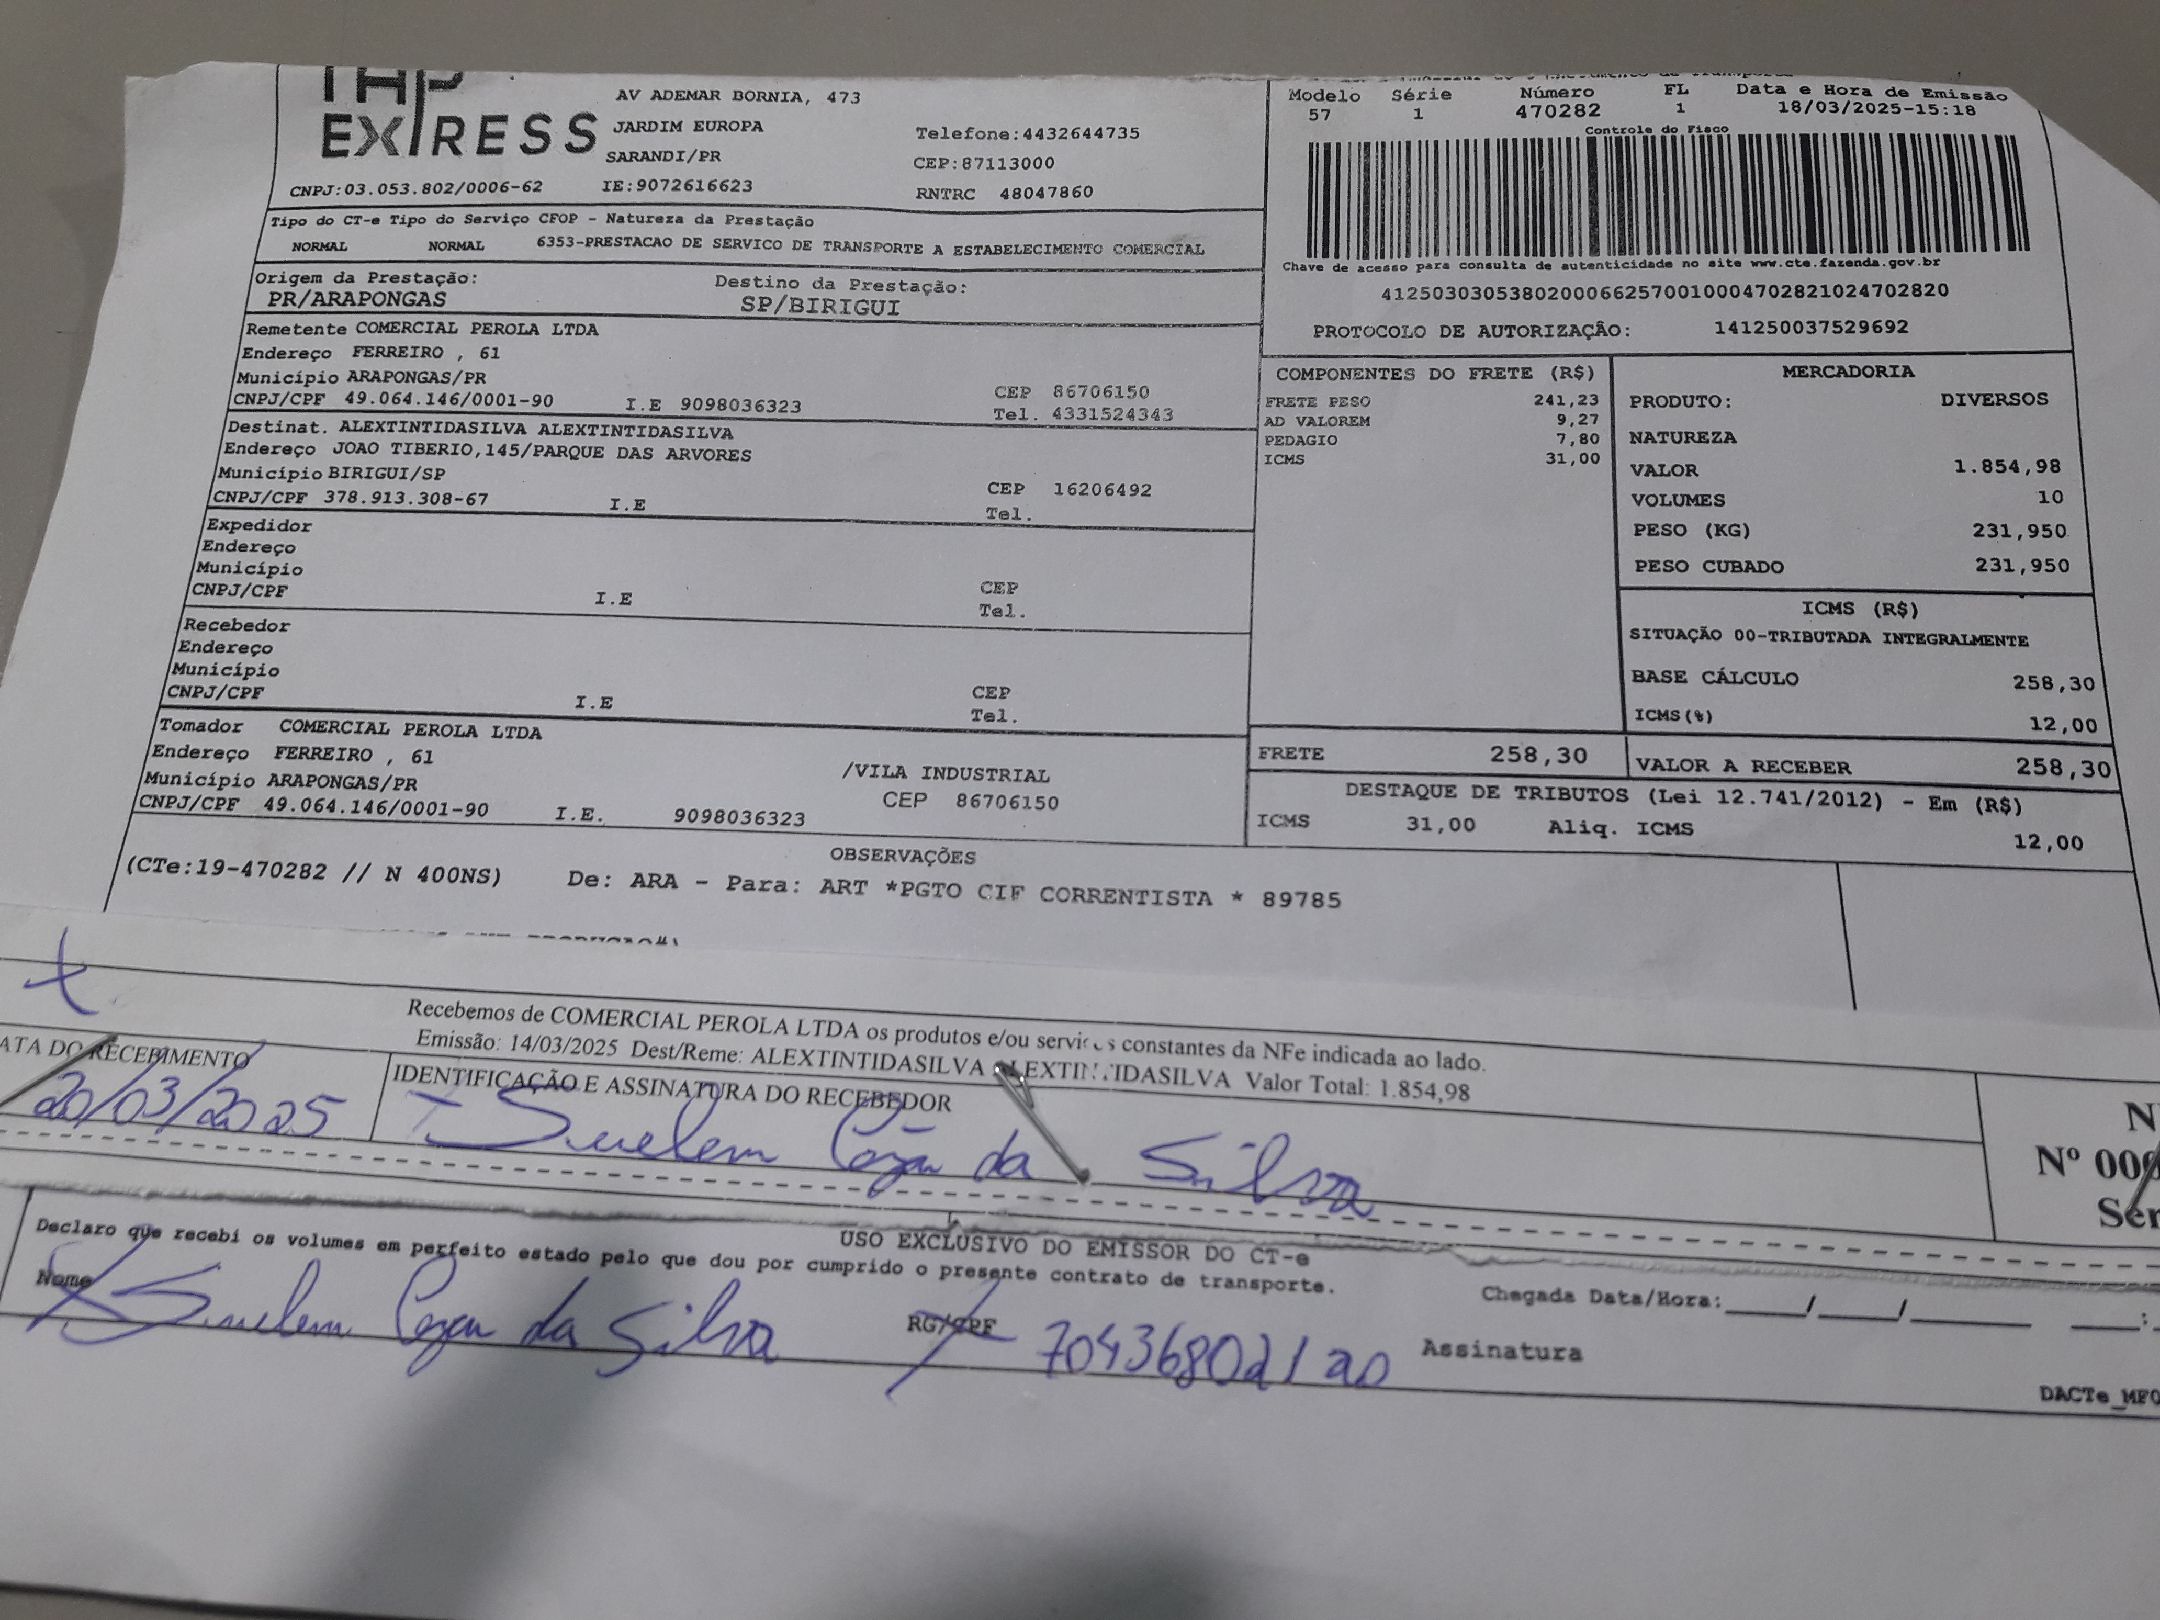 EXPRESS
AV ADEMAR BORNIA, 473
JARDIM EUROPA
SARANDI/PR
Telefone:4432644735
CEP:87113000
CNPJ:03.053.802/0006-62 IE:9072616623 RNTRC 48047860
Modelo Série Número FL Data e Hora de Emissão
57 1 470282 1 18/03/2025-15:18
Controle do Fisco
Chave de acesso para consulta de autenticidade no site www.cte.fazenda.gov.br
41250303053802000662570010004702821024702820
PROTOCOLO DE AUTORIZAÇÃO: 141250037529692
Tipo do CT-e Tipo do Serviço CFOP - Natureza da Prestação
NORMAL NORMAL 6353-PRESTACAO DE SERVICO DE TRANSPORTE A ESTABELECIMENTO COMERCIAL
Origem da Prestação: Destino da Prestação:
PR/ARAPONGAS SP/BIRIGUI
Remetente COMERCIAL PEROLA LTDA
Endereço FERREIRO , 61
Município ARAPONGAS/PR CEP 86706150
CNPJ/CPF 49.064.146/0001-90 I.E 9098036323 Tel. 4331524343
Destinat. ALEXTINTIDASILVA ALEXTINTIDASILVA
Endereço JOAO TIBERIO,145/PARQUE DAS ARVORES
Município BIRIGUI/SP CEP 16206492
CNPJ/CPF 378.913.308-67 I.E Tel.
Expedidor
Endereço
Município CEP
CNPJ/CPF I.E Tel.
Recebedor
Endereço
Município CEP
CNPJ/CPF I.E Tel.
Tomador COMERCIAL PEROLA LTDA
Endereço FERREIRO , 61 /VILA INDUSTRIAL
Município ARAPONGAS/PR CEP 86706150
CNPJ/CPF 49.064.146/0001-90 I.E. 9098036323
COMPONENTES DO FRETE (R$)
FRETE PESO 241,23
AD VALOREM 9,27
PEDAGIO 7,80
ICMS 31,00
MERCADORIA
PRODUTO: DIVERSOS
NATUREZA
VALOR 1.854,98
VOLUMES 10
PESO (KG) 231,950
PESO CUBADO 231,950
ICMS (R$)
SITUAÇÃO 00-TRIBUTADA INTEGRALMENTE
BASE CÁLCULO 258,30
ICMS(%) 12,00
FRETE 258,30 VALOR A RECEBER 258,30
DESTAQUE DE TRIBUTOS (Lei 12.741/2012) - Em (R$)
ICMS 31,00 Aliq. ICMS 12,00
OBSERVAÇÕES
(CTe:19-470282 // N 400NS) De: ARA - Para: ART *PGTO CIF CORRENTISTA * 89785
Recebemos de COMERCIAL PEROLA LTDA os produtos e/ou serviços constantes da NFe indicada ao lado.
Emissão: 14/03/2025 Dest/Reme: ALEXTINTIDASILVA ALEXTINTIDASILVA Valor Total: 1.854,98
ATA DO RECEBIMENTO IDENTIFICAÇÃO E ASSINATURA DO RECEBEDOR
20/03/2025 Suelem da Silva
Nº 000
Ser
USO EXCLUSIVO DO EMISSOR DO CT-e
Declaro que recebi os volumes em perfeito estado pelo que dou por cumprido o presente contrato de transporte.
Chegada Data/Hora:____/____/______ ___:
Nome Suelem da Silva RG/CPF 70436802120 Assinatura
DACTe_MF0